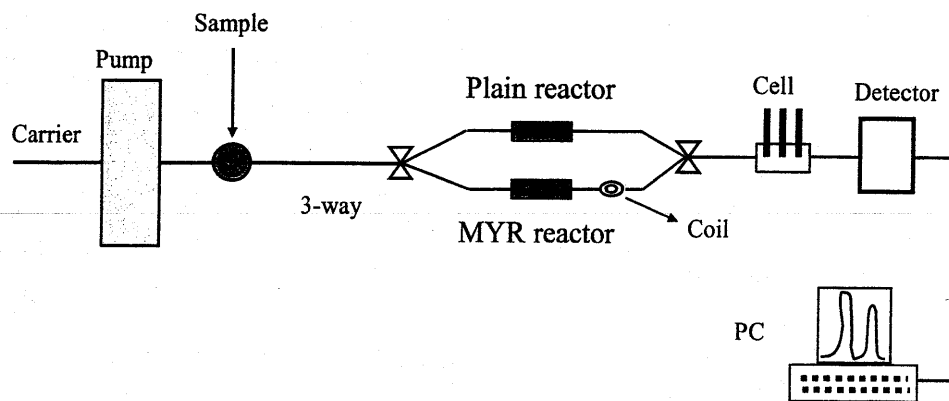 Sample
Pump
Carrier
3-way
Plain reactor
MYR reactor
Coil
Cell
Detector
PC